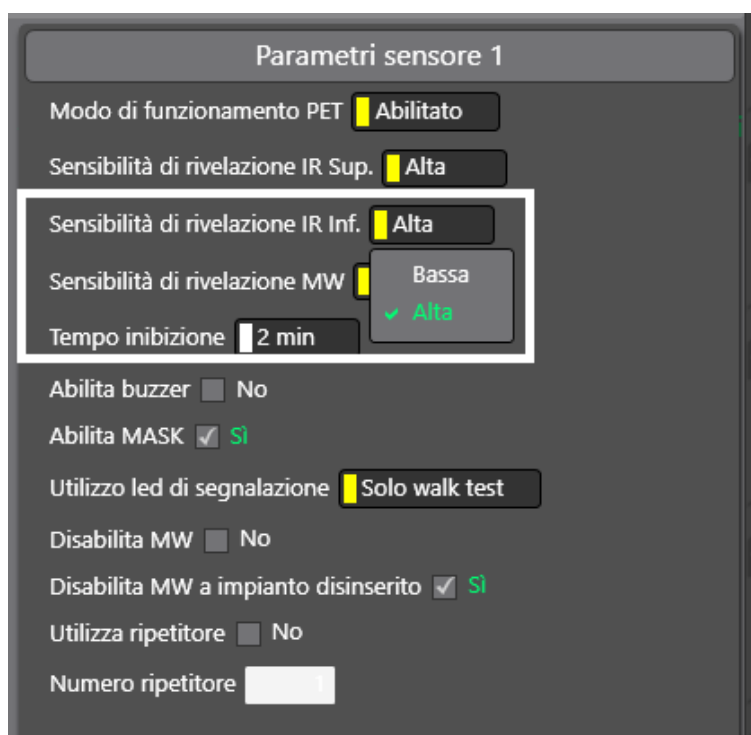 Parametri sensore 1
Modo di funzionamento PET Abilitato
Sensibilità di rivelazione IR Sup. Alta
Sensibilità di rivelazione IR Inf. Alta
Sensibilità di rivelazione MW
Bassa
Alta
Tempo inibizione 2 min
Abilita buzzer No
Abilita MASK Sì
Utilizzo led di segnalazione Solo walk test
Disabilita MW No
Disabilita MW a impianto disinserito Sì
Utilizza ripetitore No
Numero ripetitore 1